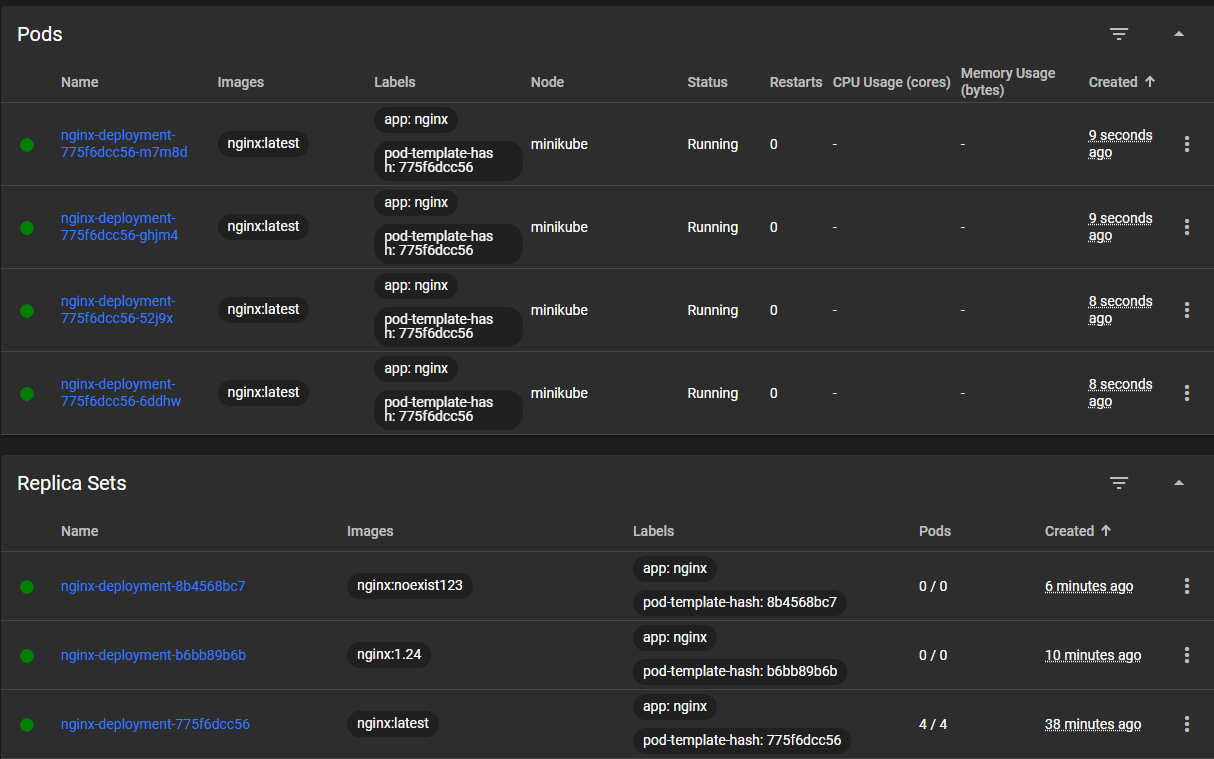 Pods
Name Images Labels Node Status Restarts CPU Usage (cores) Memory Usage (bytes) Created
nginx-deployment-
775f6dcc56-m7m8d
nginx:latest
app: nginx
pod-template-has
h: 775f6dcc56
minikube
Running
0
-
-
9 seconds
ago
nginx-deployment-
775f6dcc56-ghjm4
nginx:latest
app: nginx
pod-template-has
h: 775f6dcc56
minikube
Running
0
-
-
9 seconds
ago
nginx-deployment-
775f6dcc56-52j9x
nginx:latest
app: nginx
pod-template-has
h: 775f6dcc56
minikube
Running
0
-
-
8 seconds
ago
nginx-deployment-
775f6dcc56-6ddhw
nginx:latest
app: nginx
pod-template-has
h: 775f6dcc56
minikube
Running
0
-
-
8 seconds
ago
Replica Sets
Name Images Labels Pods Created
nginx-deployment-8b4568bc7
nginx:noexist123
app: nginx
pod-template-hash: 8b4568bc7
0 / 0
6 minutes ago
nginx-deployment-b6bb89b6b
nginx:1.24
app: nginx
pod-template-hash: b6bb89b6b
0 / 0
10 minutes ago
nginx-deployment-775f6dcc56
nginx:latest
app: nginx
pod-template-hash: 775f6dcc56
4 / 4
38 minutes ago